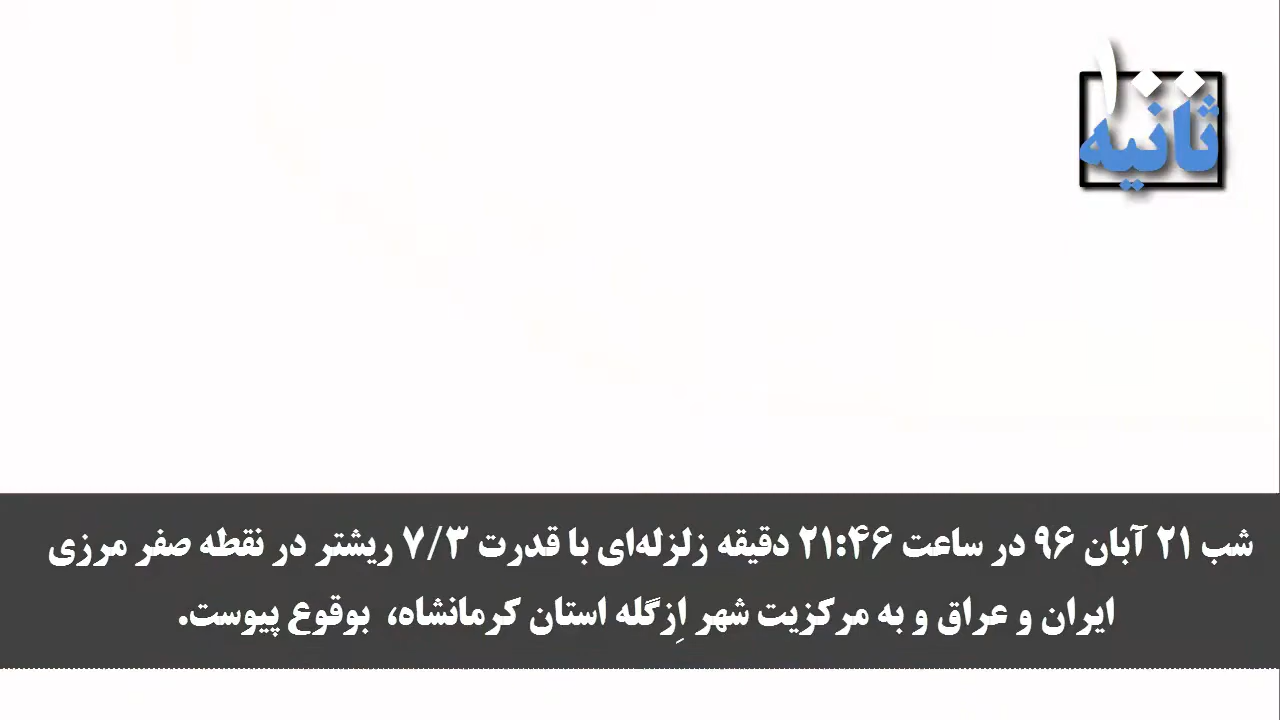 ۱۰۰
ثانیه
شب ۲۱ آبان ۹۶ در ساعت ۲۱:۴۶ دقیقه زلزله‌ای با قدرت ۷/۳ ریشتر در نقطه صفر مرزی
ایران و عراق و به مرکزیت شهر اِزگله استان کرمانشاه، بوقوع پیوست.